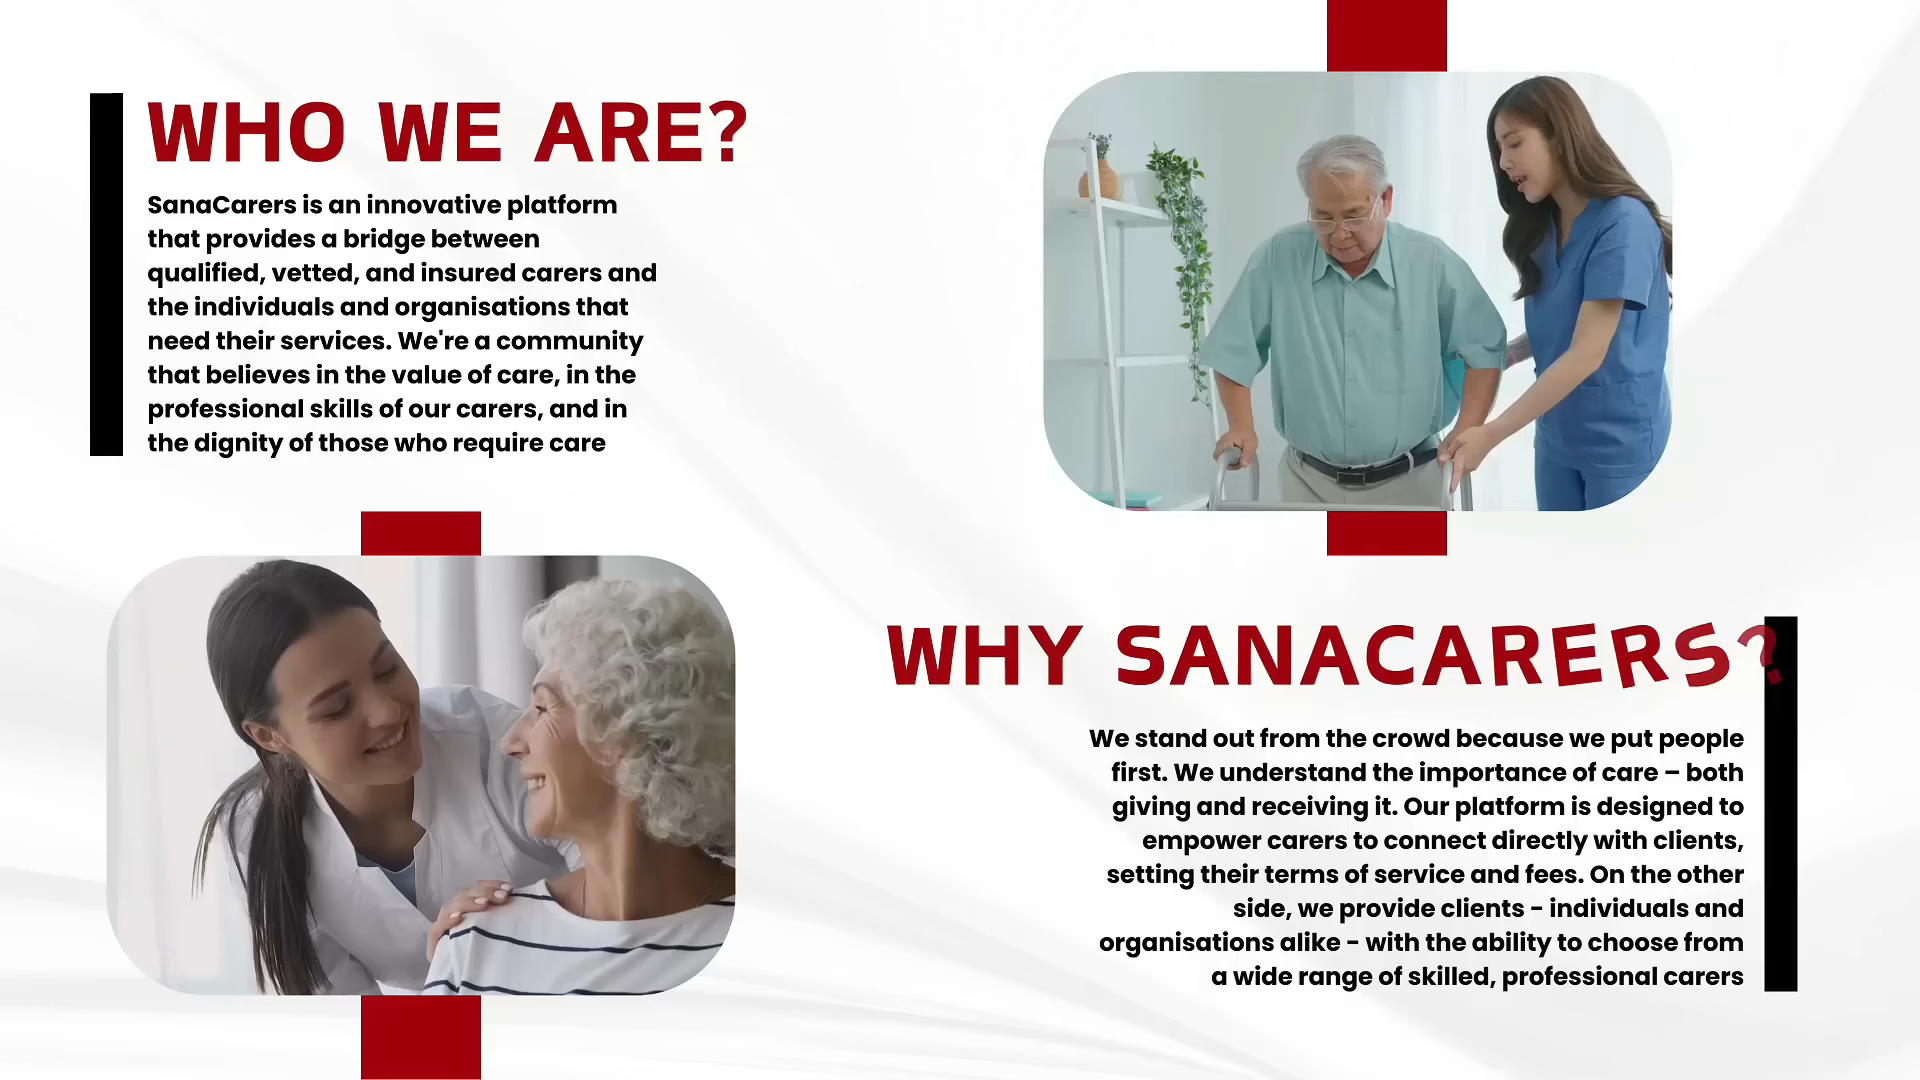 WHO WE ARE?
SanaCarers is an innovative platform
that provides a bridge between
qualified, vetted, and insured carers and
the individuals and organisations that
need their services. We're a community
that believes in the value of care, in the
professional skills of our carers, and in
the dignity of those who require care
WHY SANACARERS?
We stand out from the crowd because we put people
first. We understand the importance of care – both
giving and receiving it. Our platform is designed to
empower carers to connect directly with clients,
setting their terms of service and fees. On the other
side, we provide clients - individuals and
organisations alike - with the ability to choose from
a wide range of skilled, professional carers